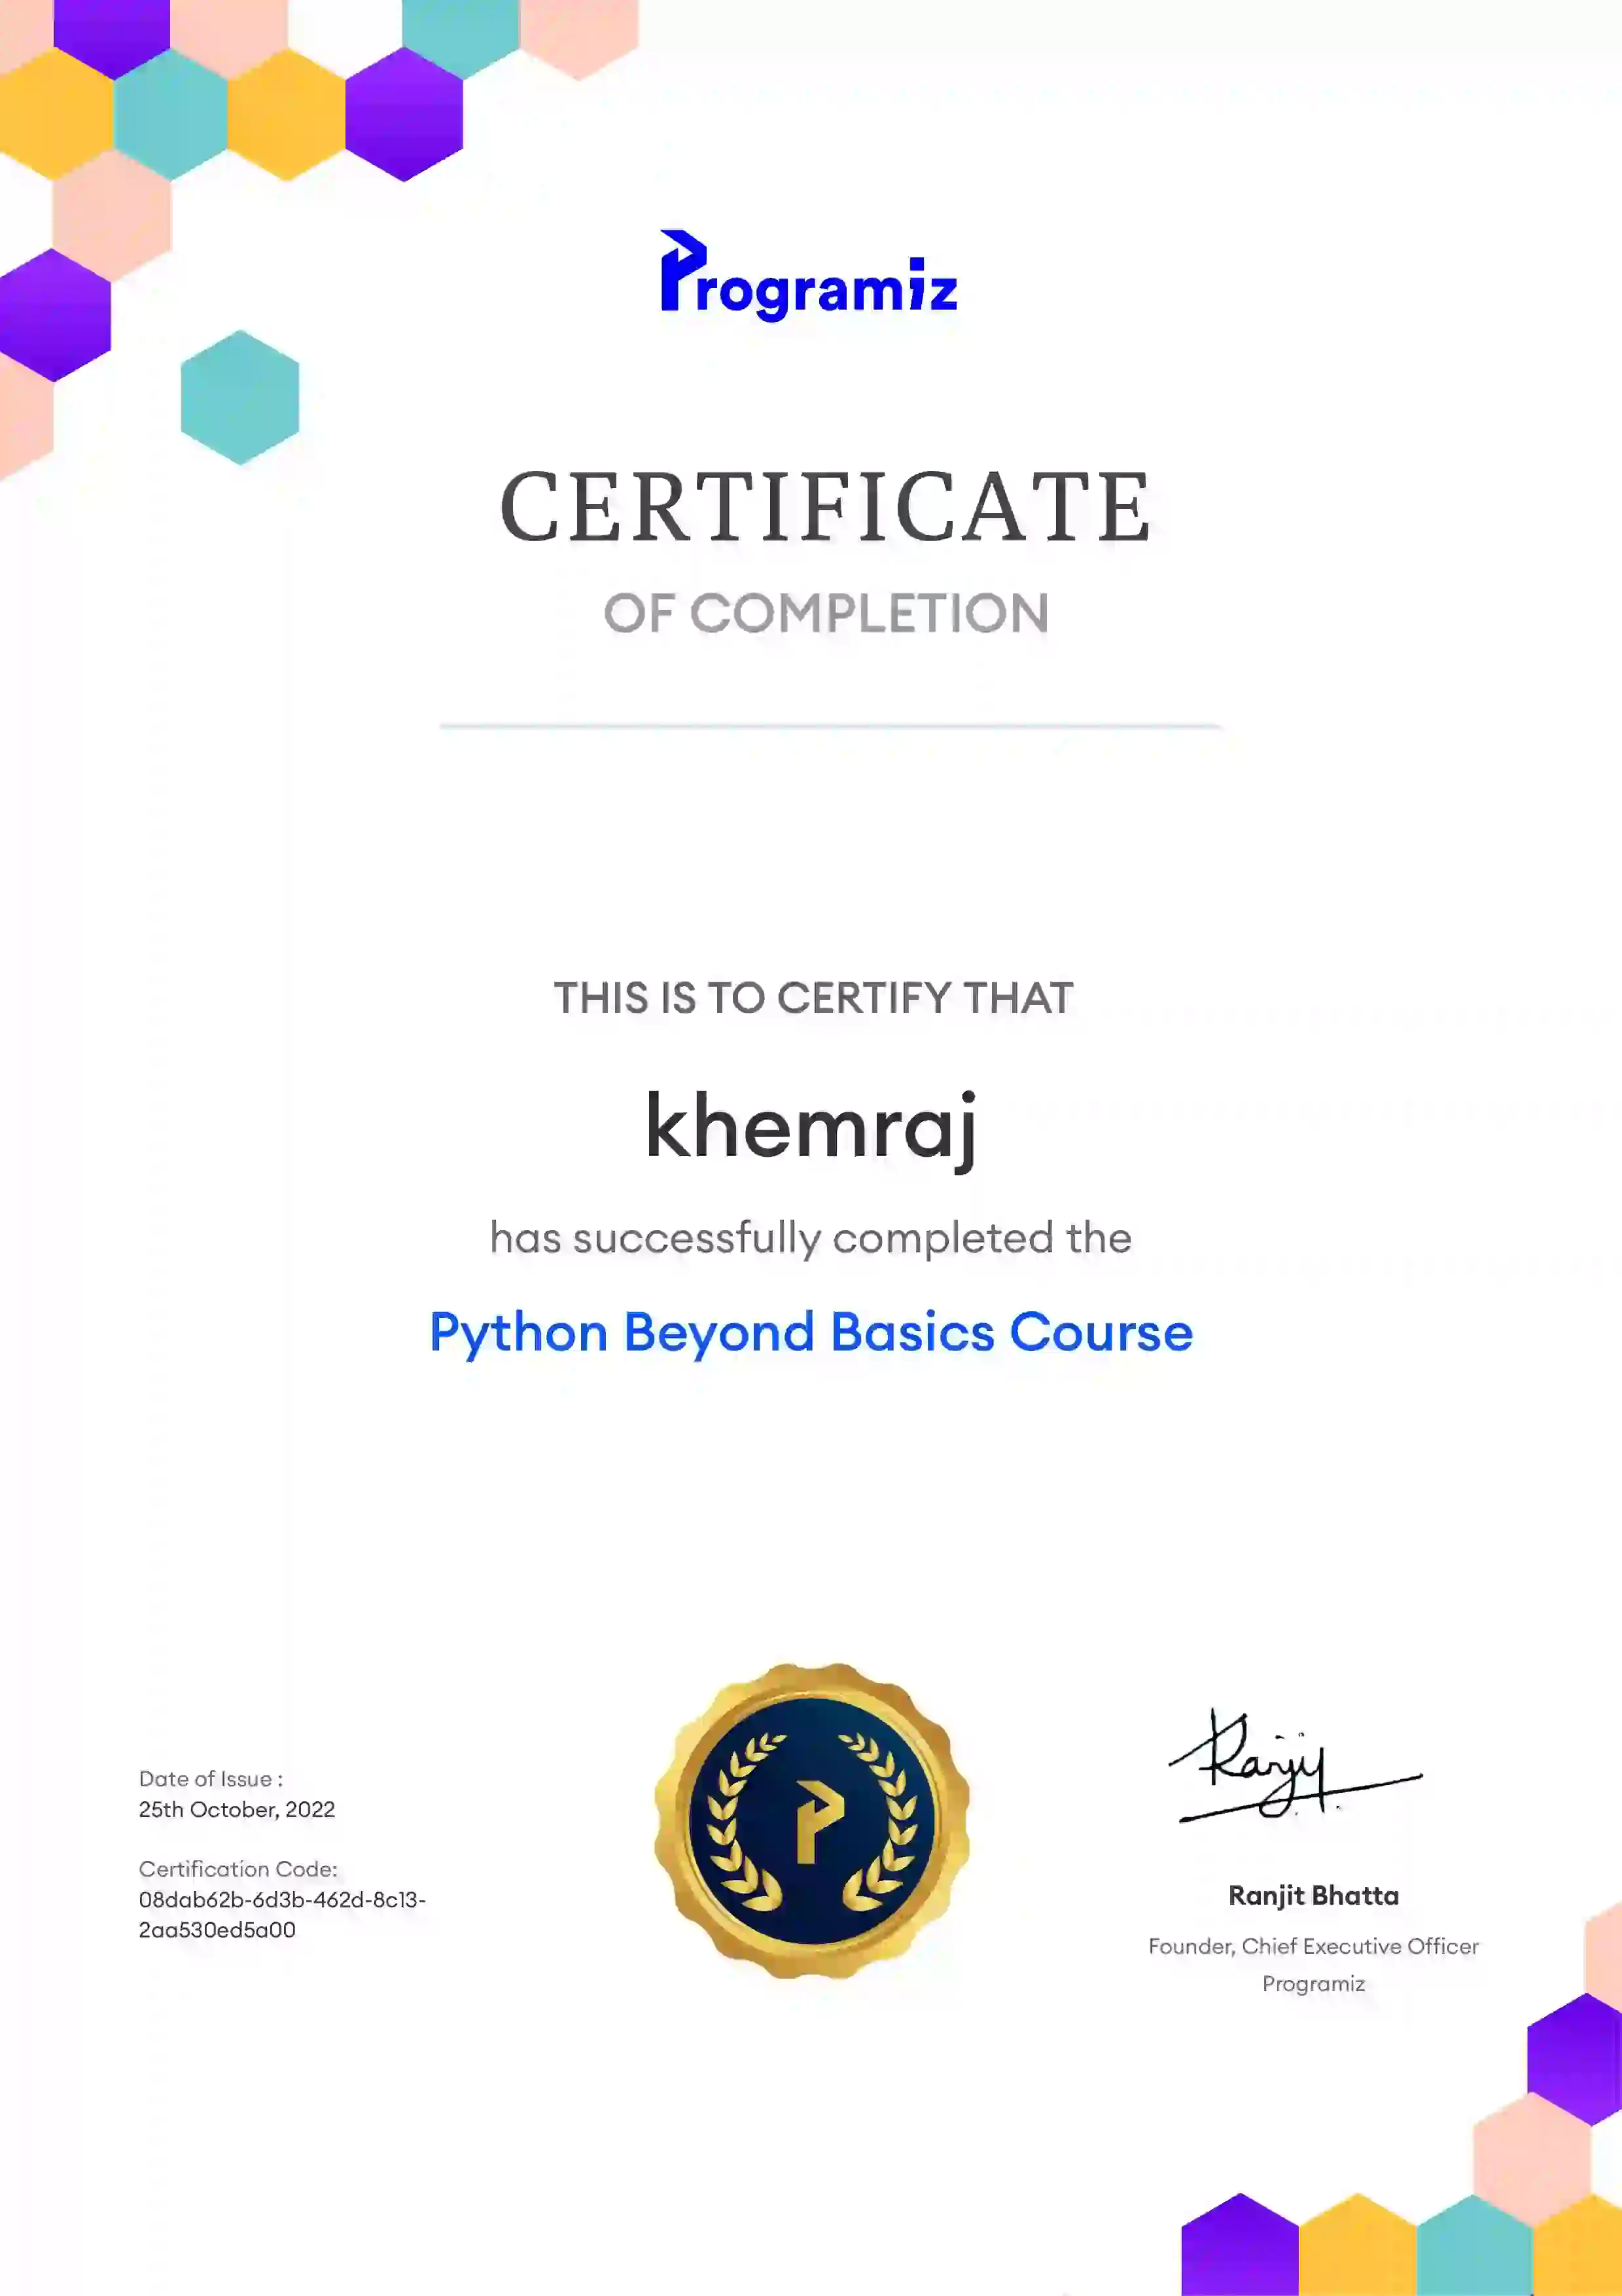 Programiz
CERTIFICATE
OF COMPLETION
THIS IS TO CERTIFY THAT
khemraj
has successfully completed the
Python Beyond Basics Course
Date of Issue :
25th October, 2022
Certification Code:
08dab62b-6d3b-462d-8c13-
2aa530ed5a00
Ranjit
Ranjit Bhatta
Founder, Chief Executive Officer
Programiz